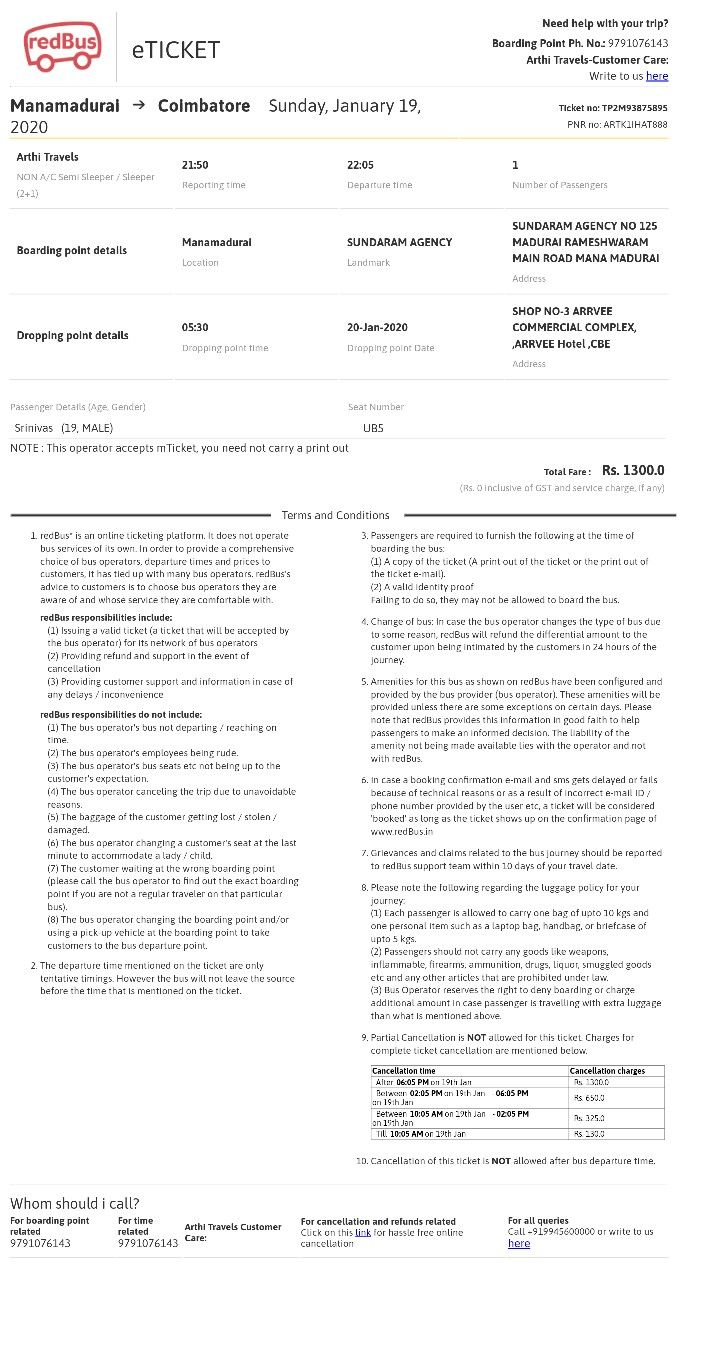 redBus
eTICKET
Need help with your trip?
Boarding Point Ph. No.: 9791076143
Arthi Travels-Customer Care:
Write to us here
Manamadurai → Coimbatore Sunday, January 19,
2020
Ticket no: TP2M93875895
PNR no: ARTK1IHAT888
Arthi Travels
NON A/C Semi Sleeper / Sleeper
(2+1)
21:50
Reporting time
22:05
Departure time
1
Number of Passengers
Boarding point details
Manamadurai
Location
SUNDARAM AGENCY
Landmark
SUNDARAM AGENCY NO 125
MADURAI RAMESHWARAM
MAIN ROAD MANA MADURAI
Address
Dropping point details
05:30
Dropping point time
20-Jan-2020
Dropping point Date
SHOP NO-3 ARRVEE
COMMERCIAL COMPLEX,
,ARRVEE Hotel ,CBE
Address
Passenger Details (Age, Gender)
Seat Number
Srinivas (19, MALE)
UB5
NOTE : This operator accepts mTicket, you need not carry a print out
Total Fare : Rs. 1300.0
(Rs. 0 inclusive of GST and service charge, if any)
Terms and Conditions
1. redBus* is an online ticketing platform. It does not operate
bus services of its own. In order to provide a comprehensive
choice of bus operators, departure times and prices to
customers, it has tied up with many bus operators. redBus's
advice to customers is to choose bus operators they are
aware of and whose service they are comfortable with.
redBus responsibilities include:
(1) Issuing a valid ticket (a ticket that will be accepted by
the bus operator) for its network of bus operators
(2) Providing refund and support in the event of
cancellation
(3) Providing customer support and information in case of
any delays / inconvenience
redBus responsibilities do not include:
(1) The bus operator's bus not departing / reaching on
time.
(2) The bus operator's employees being rude.
(3) The bus operator's bus seats etc not being up to the
customer's expectation.
(4) The bus operator canceling the trip due to unavoidable
reasons.
(5) The baggage of the customer getting lost / stolen /
damaged.
(6) The bus operator changing a customer's seat at the last
minute to accommodate a lady / child.
(7) The customer waiting at the wrong boarding point
(please call the bus operator to find out the exact boarding
point if you are not a regular traveler on that particular
bus).
(8) The bus operator changing the boarding point and/or
using a pick-up vehicle at the boarding point to take
customers to the bus departure point.
2. The departure time mentioned on the ticket are only
tentative timings. However the bus will not leave the source
before the time that is mentioned on the ticket.
3. Passengers are required to furnish the following at the time of
boarding the bus:
(1) A copy of the ticket (A print out of the ticket or the print out of
the ticket e-mail).
(2) A valid identity proof
Failing to do so, they may not be allowed to board the bus.
4. Change of bus: In case the bus operator changes the type of bus due
to some reason, redBus will refund the differential amount to the
customer upon being intimated by the customers in 24 hours of the
journey.
5. Amenities for this bus as shown on redBus have been configured and
provided by the bus provider (bus operator). These amenities will be
provided unless there are some exceptions on certain days. Please
note that redBus provides this information in good faith to help
passengers to make an informed decision. The liability of the
amenity not being made available lies with the operator and not
with redBus.
6. In case a booking confirmation e-mail and sms gets delayed or fails
because of technical reasons or as a result of incorrect e-mail ID /
phone number provided by the user etc, a ticket will be considered
'booked' as long as the ticket shows up on the confirmation page of
www.redBus.in
7. Grievances and claims related to the bus journey should be reported
to redBus support team within 10 days of your travel date.
8. Please note the following regarding the luggage policy for your
journey:
(1) Each passenger is allowed to carry one bag of upto 10 kgs and
one personal item such as a laptop bag, handbag, or briefcase of
upto 5 kgs.
(2) Passengers should not carry any goods like weapons,
inflammable, firearms, ammunition, drugs, liquor, smuggled goods
etc and any other articles that are prohibited under law.
(3) Bus Operator reserves the right to deny boarding or charge
additional amount in case passenger is travelling with extra luggage
than what is mentioned above.
9. Partial Cancellation is NOT allowed for this ticket. Charges for
complete ticket cancellation are mentioned below.
Cancellation time Cancellation charges
After 06:05 PM on 19th Jan Rs. 1300.0
Between 02:05 PM on 19th Jan - 06:05 PM
on 19th Jan Rs. 650.0
Between 10:05 AM on 19th Jan - 02:05 PM
on 19th Jan Rs. 325.0
Till 10:05 AM on 19th Jan Rs. 130.0
10. Cancellation of this ticket is NOT allowed after bus departure time.
Whom should i call?
For boarding point
related
9791076143
For time
related
9791076143
Arthi Travels Customer
Care:
For cancellation and refunds related
Click on this link for hassle free online
cancellation
For all queries
Call +919945600000 or write to us
here